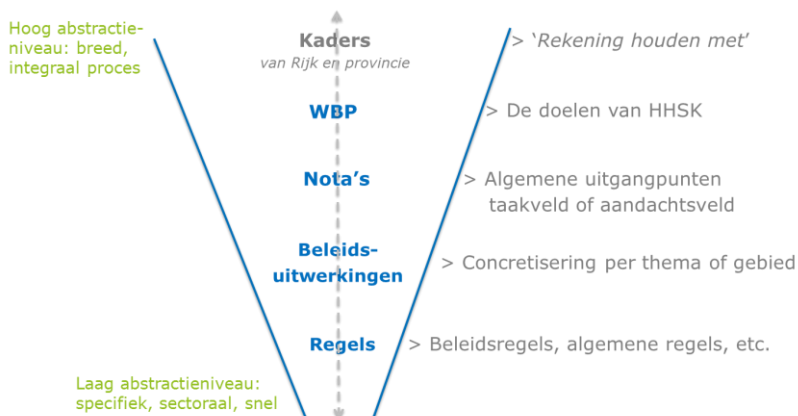 Hoog abstractie-
niveau: breed,
integraal proces
Kaders
van Rijk en provincie
> ‘Rekening houden met’
WBP
> De doelen van HHSK
Nota’s
> Algemene uitgangpunten
taakveld of aandachtsveld
Beleids-
uitwerkingen
> Concretisering per thema of gebied
Regels
> Beleidsregels, algemene regels, etc.
Laag abstractieniveau:
specifiek, sectoraal, snel